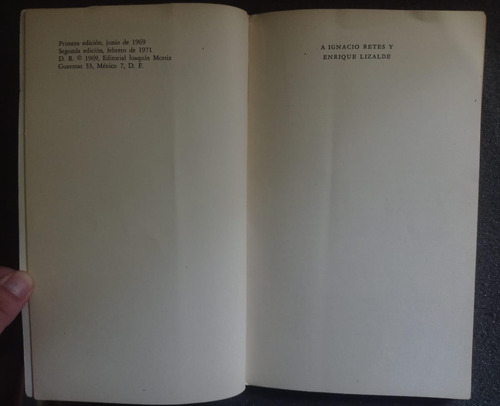 Primera edición, junio de 1969
Segunda edición, febrero de 1971
D. R. © 1969, Editorial Joaquín Mortiz
Guaymas 33, México 7, D. F.
A IGNACIO RETES Y
ENRIQUE LIZALDE